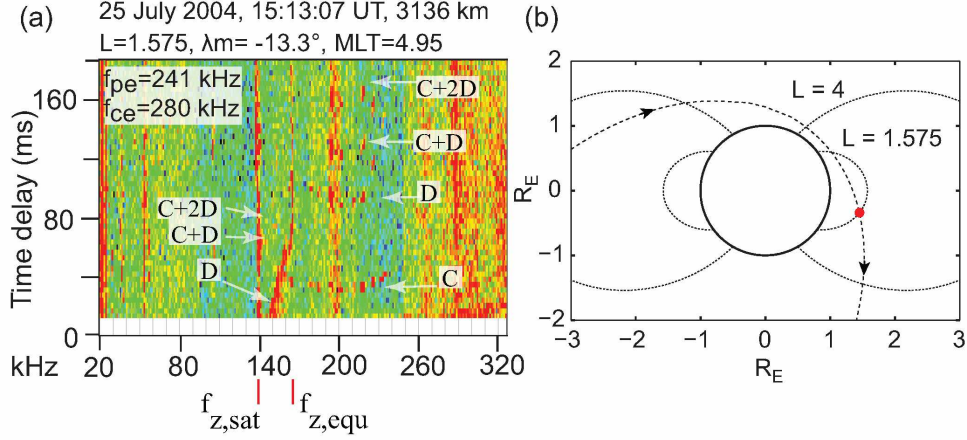 (a)
25 July 2004, 15:13:07 UT, 3136 km
L=1.575, λm= -13.3°, MLT=4.95
fpe=241 kHz
fce=280 kHz
C+2D
C+D
D
C+2D
C+D
D
C
Time delay (ms)
160
80
0
kHz 20 80 140 200 260 320
fz,sat fz,equ
(b)
L = 4
L = 1.575
RE
2
1
0
−1
−2
−3 −2 −1 0 1 2 3
RE